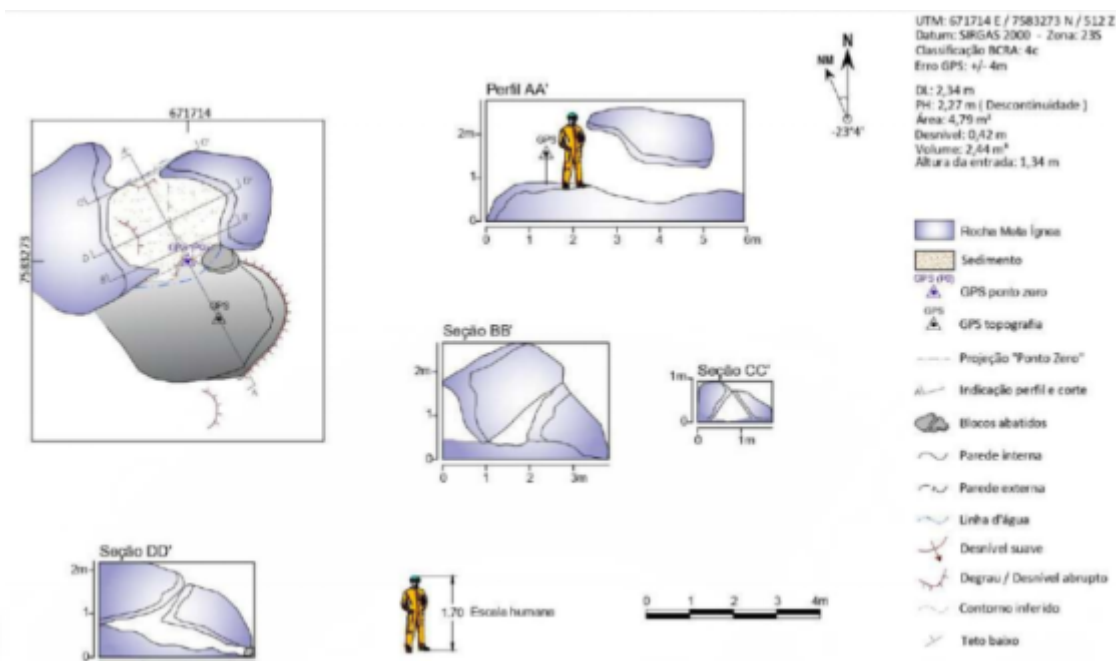 UTM: 671714 E / 7583273 N / 512 Z
Datum: SIRGAS 2000 - Zona: 23S
Classificação BCRA: 4c
Erro GPS: +/- 4m
DL: 2,34 m
PH: 2,27 m ( Descontinuidade )
Área: 4,79 m²
Desnível: 0,42 m
Volume: 2,44 m³
Altura da entrada: 1,34 m
N
NM
-23°4'
671714
7583273
A'
GPS (P0)
GPS
A
Perfil AA'
2m
1
0
GPS
0 1 2 3 4 5 6m
Seção BB'
2m
1
0
0 1 2 3m
Seção CC'
1m
0
0 1m
Seção DD'
2m
1
0
1.70 Escala humana
0 1 2 3 4m
Rocha Meta Ígnea
Sedimento
GPS (P0)
GPS ponto zero
GPS
GPS topografia
Projeção "Ponto Zero"
Indicação perfil e corte
Blocos abatidos
Parede interna
Parede externa
Linha d'água
Desnível suave
Degrau / Desnível abrupto
Contorno inferido
Teto baixo